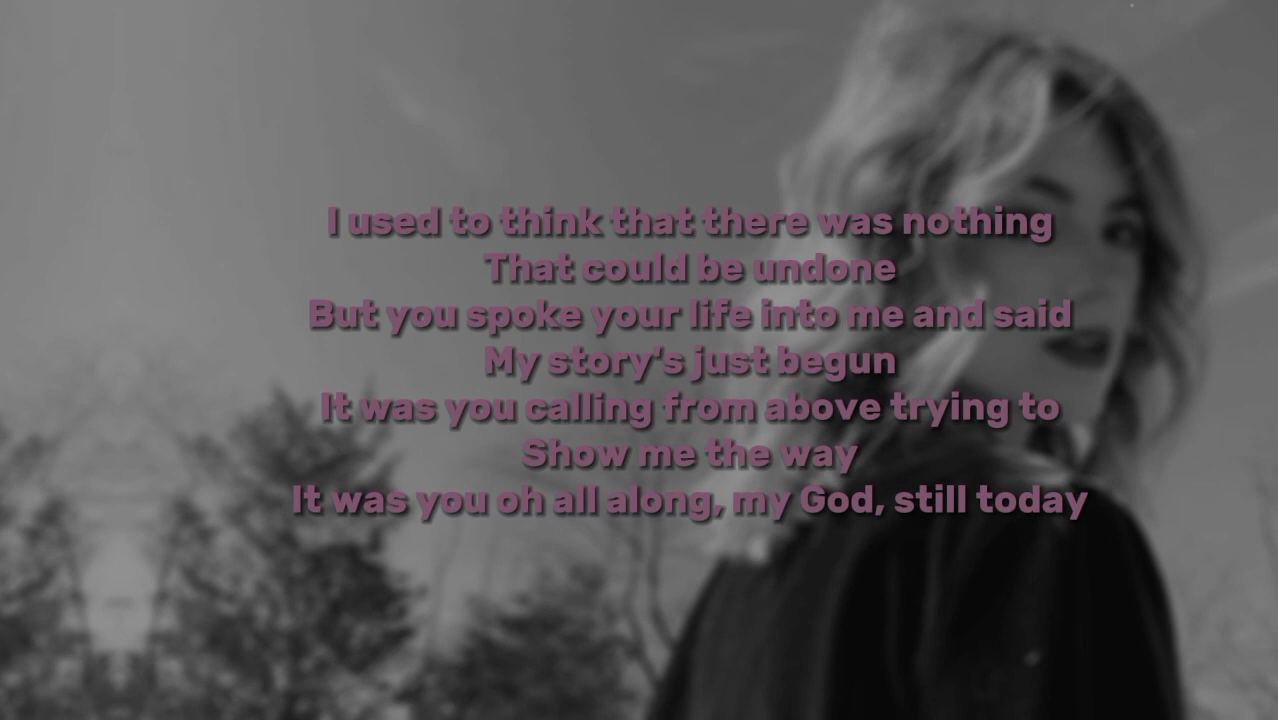 I used to think that there was nothing
That could be undone
But you spoke your life into me and said
My story's just begun
It was you calling from above trying to
Show me the way
It was you oh all along, my God, still today